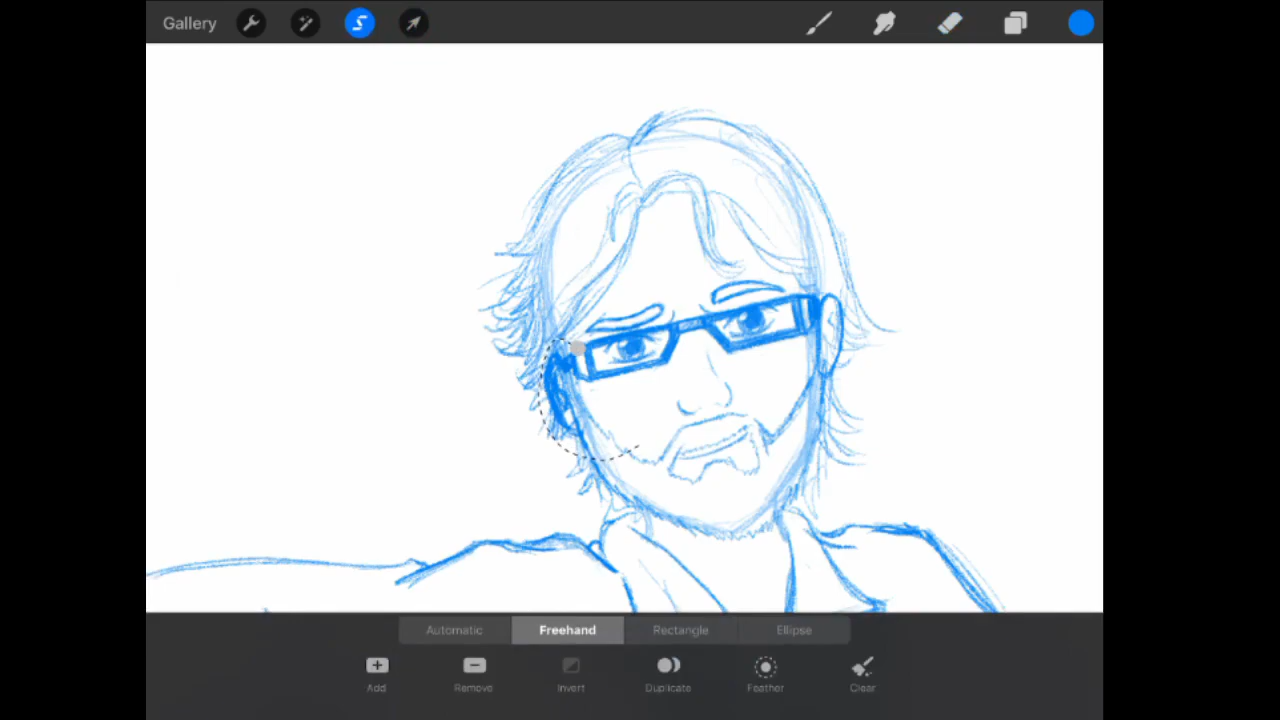 Gallery
Automatic Freehand Rectangle Ellipse
Add Remove Invert Duplicate Feather Clear